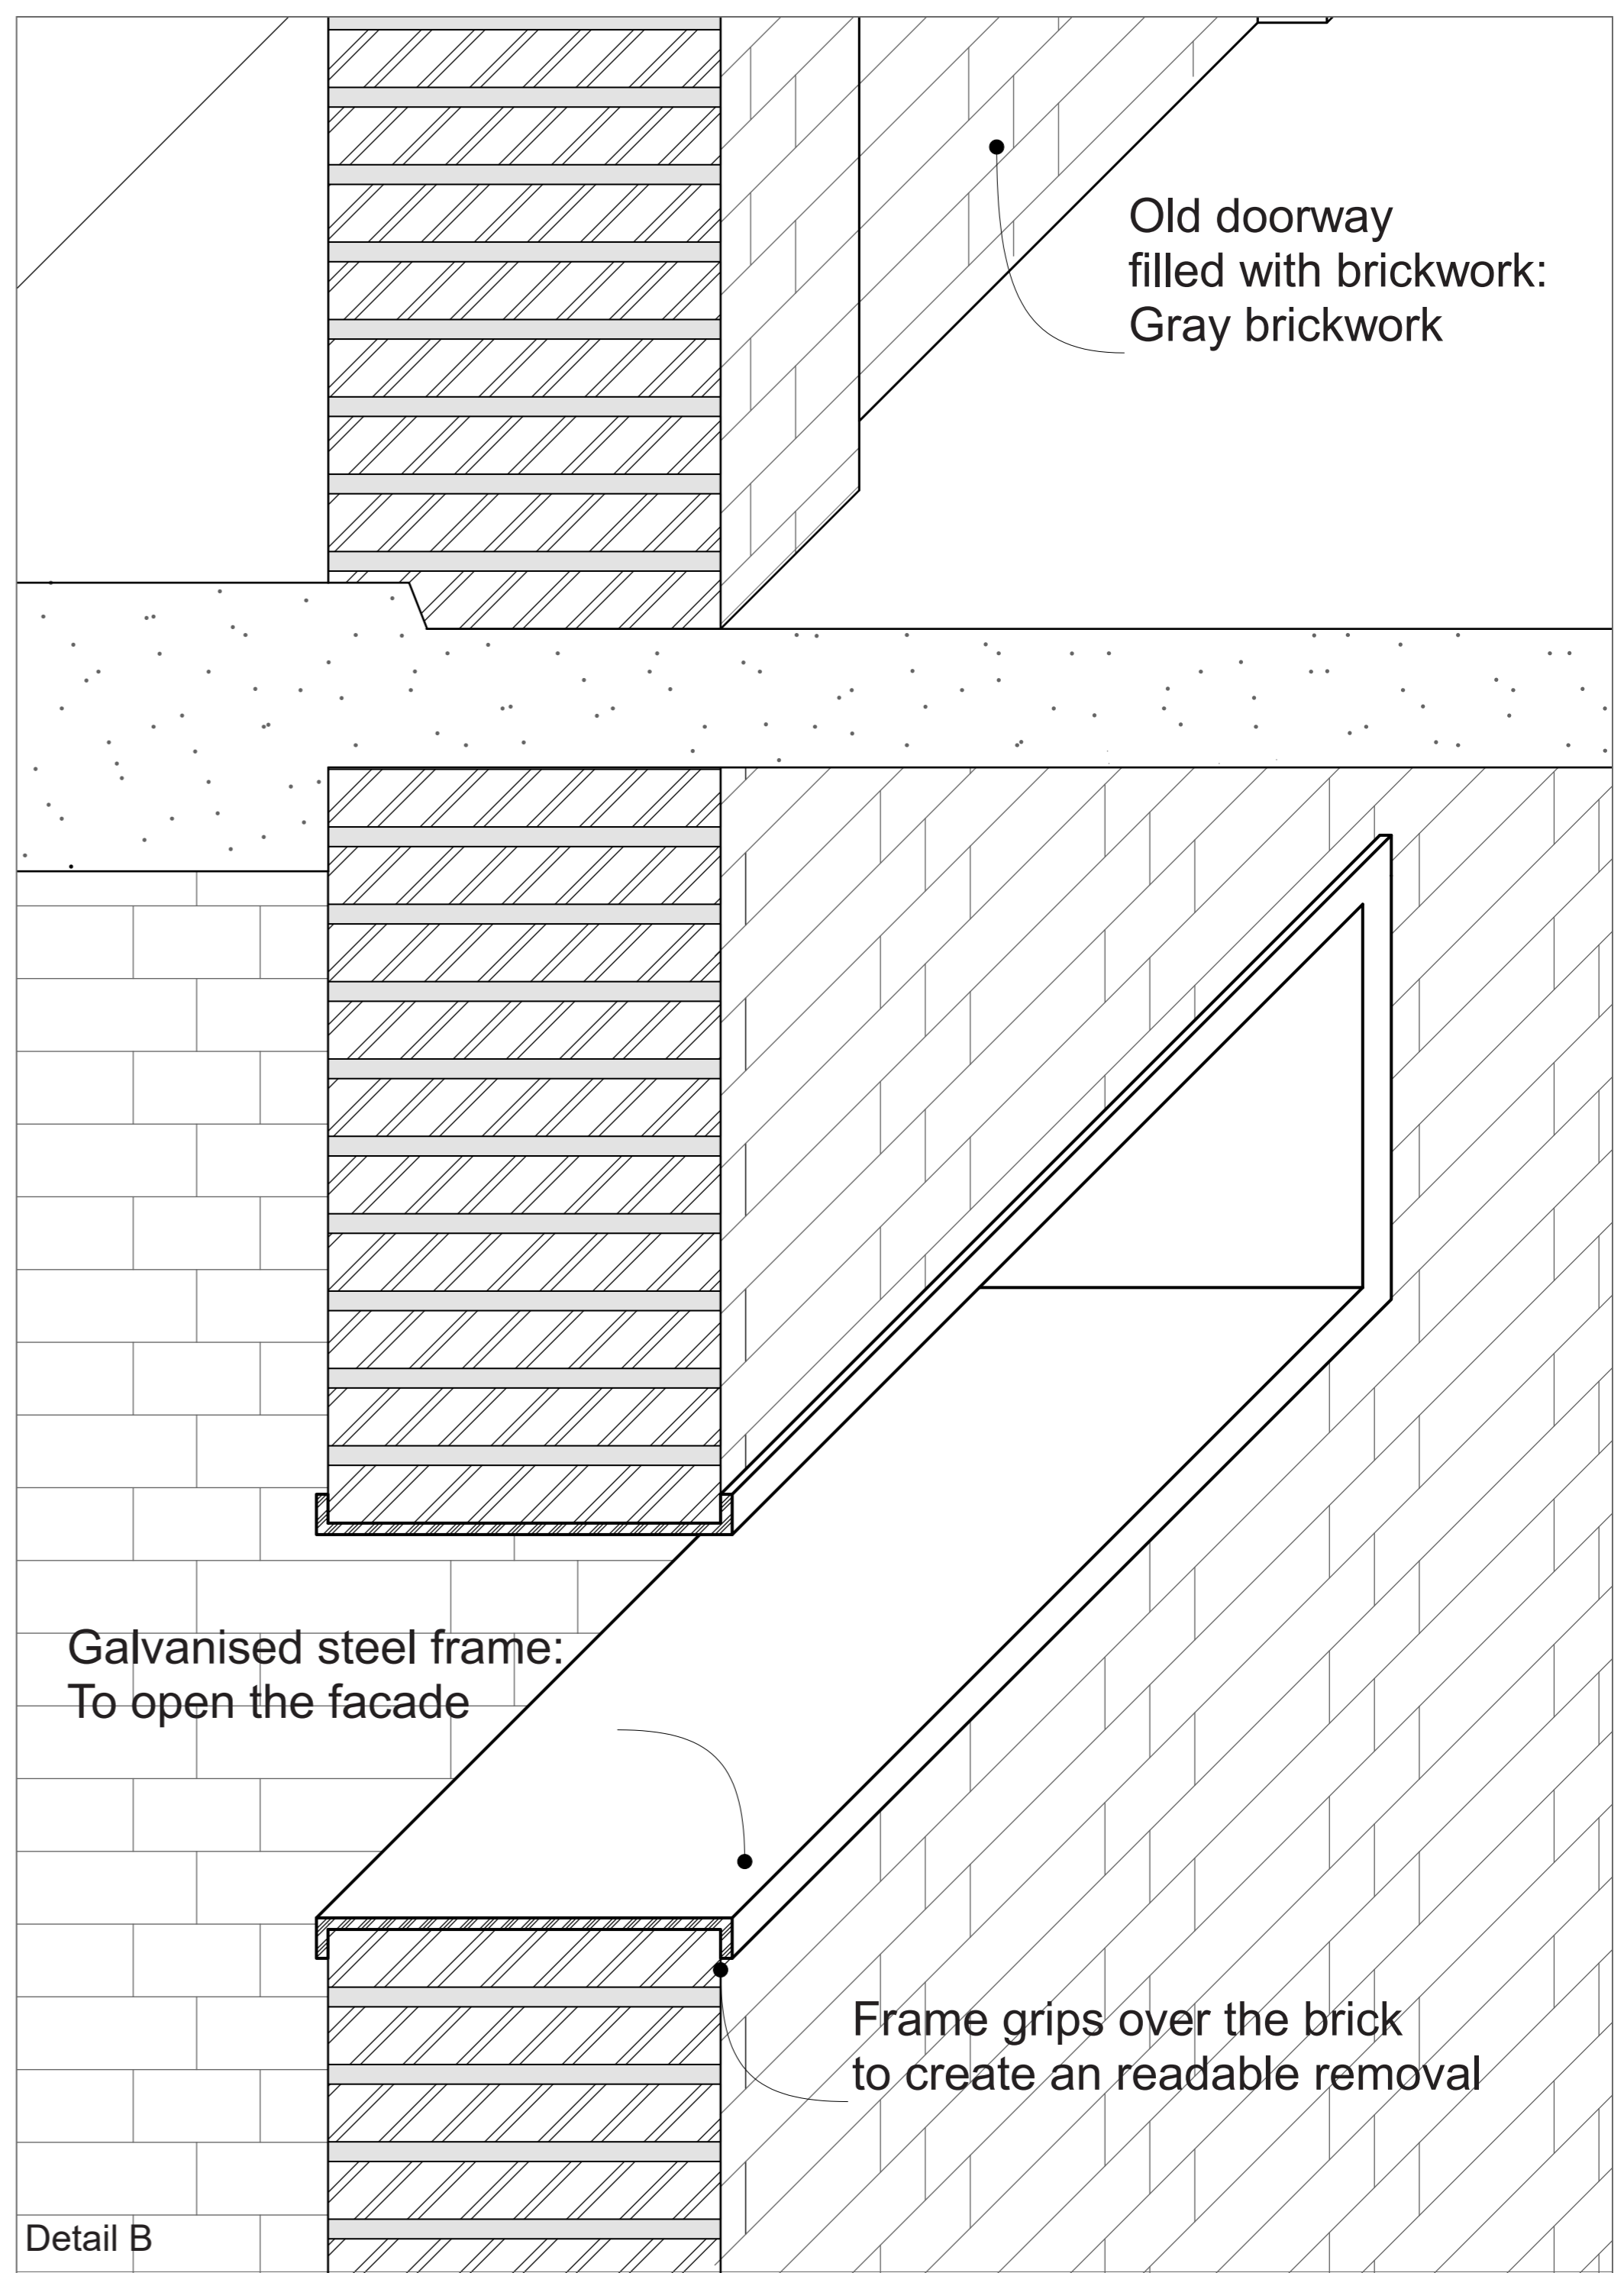 Old doorway
filled with brickwork:
Gray brickwork
Galvanised steel frame:
To open the facade
Frame grips over the brick
to create an readable removal
Detail B